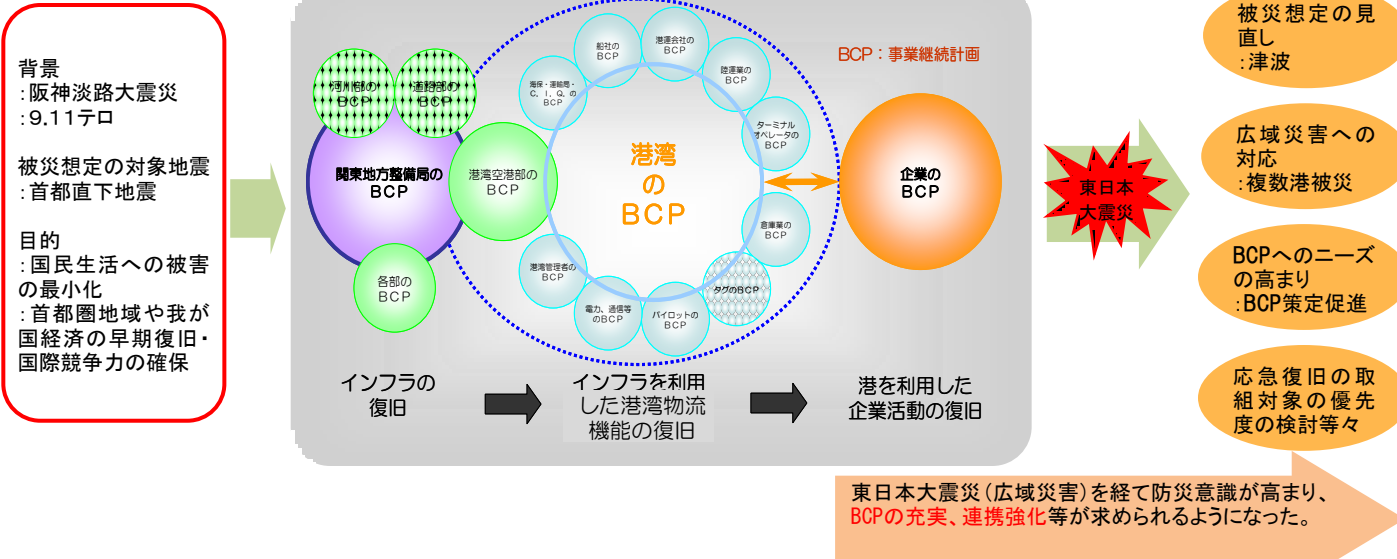 背景
:阪神淡路大震災
:9.11テロ
被災想定の対象地震
:首都直下地震
目的
:国民生活への被害
の最小化
:首都圏地域や我が
国経済の早期復旧・
国際競争力の確保
河川部の
BCP
道路部の
BCP
関東地方整備局の
BCP
港湾空港部の
BCP
各部の
BCP
海保・運輸局・
C．I．Q．の
BCP
船社の
BCP
港運会社の
BCP
陸運業の
BCP
ターミナル
オペレータの
BCP
倉庫業の
BCP
タグのBCP
パイロットの
BCP
電力、通信等
のBCP
港湾管理者の
BCP
港湾
の
BCP
BCP：事業継続計画
企業の
BCP
インフラの
復旧
インフラを利用
した港湾物流
機能の復旧
港を利用した
企業活動の復旧
東日本
大震災
被災想定の見
直し
:津波
広域災害への
対応
:複数港被災
BCPへのニーズ
の高まり
:BCP策定促進
応急復旧の取
組対象の優先
度の検討等々
東日本大震災(広域災害)を経て防災意識が高まり、
BCPの充実、連携強化等が求められるようになった。